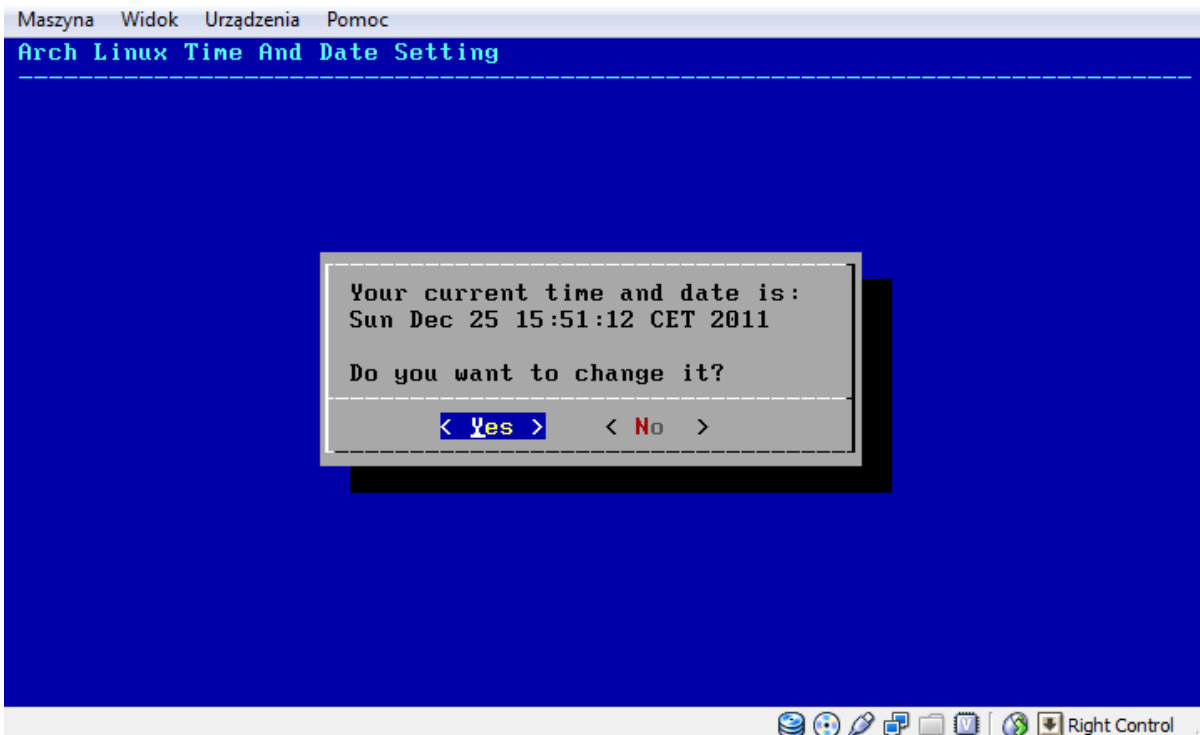 Maszyna Widok Urządzenia Pomoc
Arch Linux Time And Date Setting
Your current time and date is:
Sun Dec 25 15:51:12 CET 2011
Do you want to change it?
< Yes > < No >
Right Control